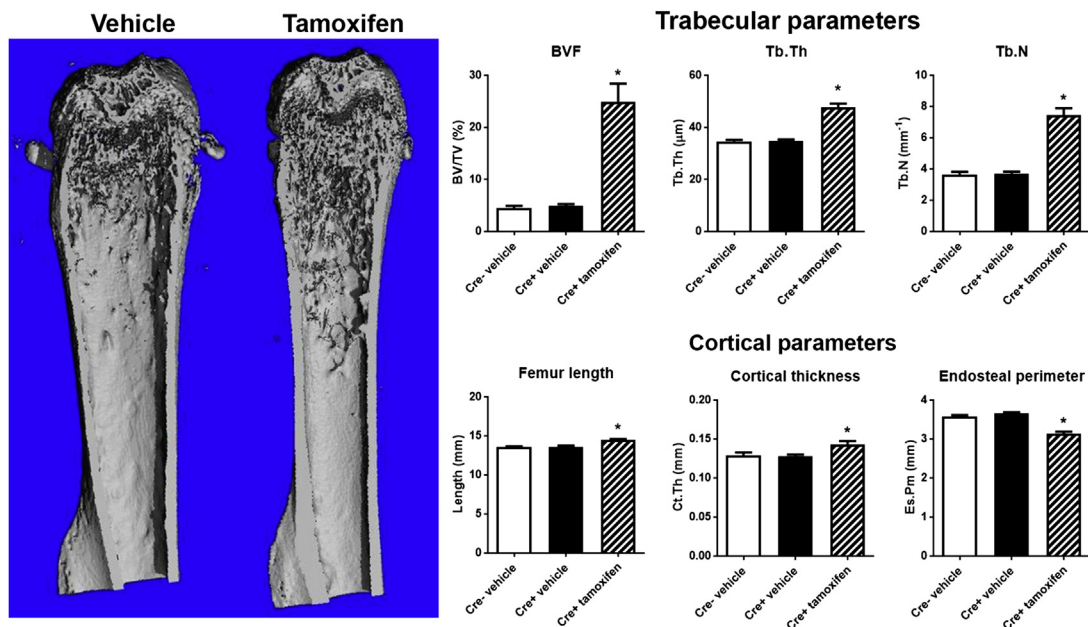 Vehicle Tamoxifen
Trabecular parameters
BVF
BV/TV (%)
30
20
10
0
Cre- vehicle
Cre+ vehicle
Cre+ tamoxifen
*
Tb.Th
Tb.Th (μm)
60
40
20
0
Cre- vehicle
Cre+ vehicle
Cre+ tamoxifen
*
Tb.N
Tb.N (mm⁻¹)
8
6
4
2
0
Cre- vehicle
Cre+ vehicle
Cre+ tamoxifen
*
Cortical parameters
Femur length
Length (mm)
20
15
10
5
0
Cre- vehicle
Cre+ vehicle
Cre+ tamoxifen
*
Cortical thickness
Ct.Th (mm)
0.20
0.15
0.10
0.05
0.00
Cre- vehicle
Cre+ vehicle
Cre+ tamoxifen
*
Endosteal perimeter
Es.Pm (mm)
4
3
2
1
0
Cre- vehicle
Cre+ vehicle
Cre+ tamoxifen
*